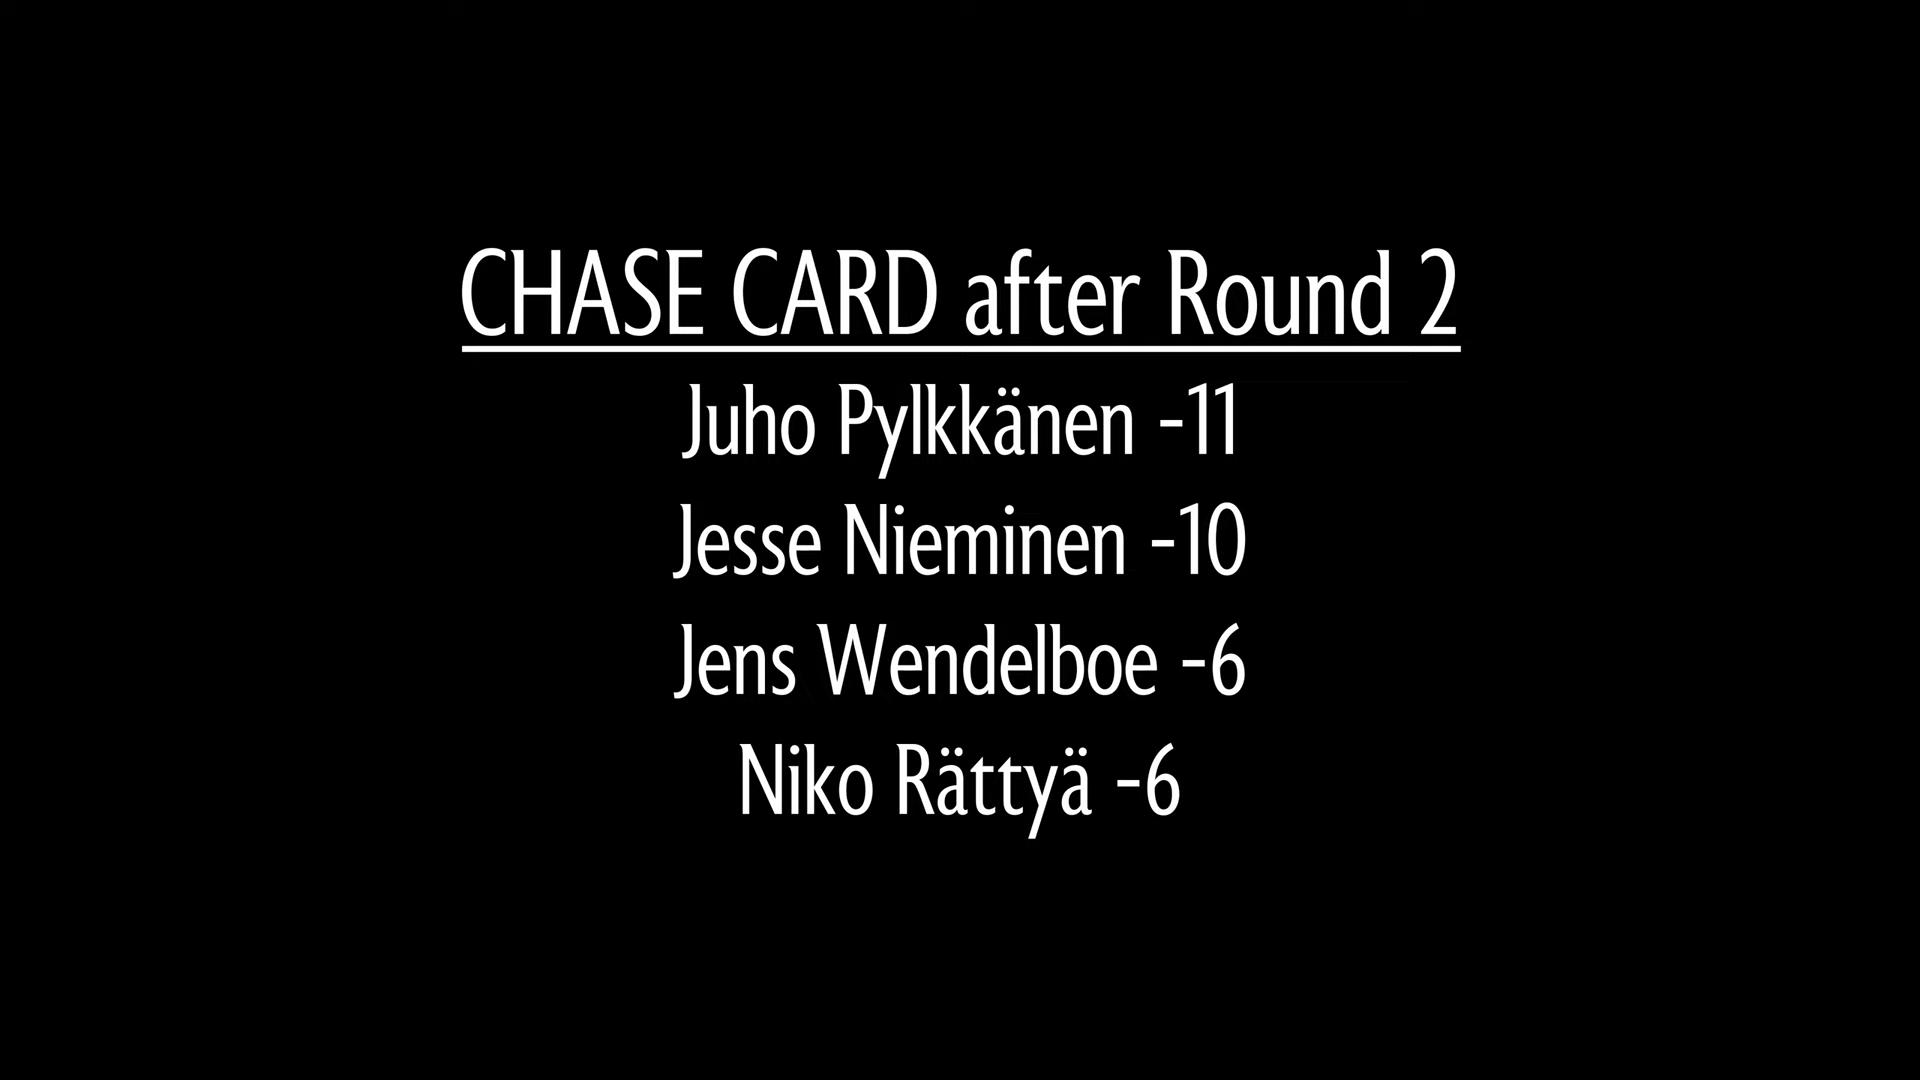 CHASE CARD after Round 2
Juho Pylkkänen -11
Jesse Nieminen -10
Jens Wendelboe -6
Niko Rättyä -6